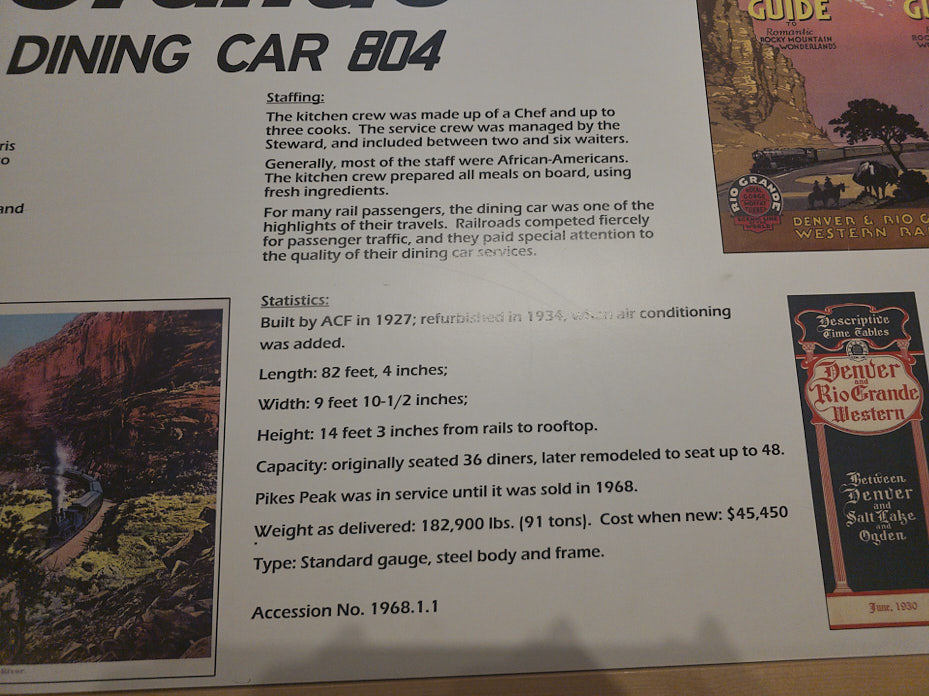 DINING CAR 804
Staffing:
The kitchen crew was made up of a Chef and up to
three cooks. The service crew was managed by the
Steward, and included between two and six waiters.
Generally, most of the staff were African-Americans.
The kitchen crew prepared all meals on board, using
fresh ingredients.
For many rail passengers, the dining car was one of the
highlights of their travels. Railroads competed fiercely
for passenger traffic, and they paid special attention to
the quality of their dining car services.
Statistics:
Built by ACF in 1927; refurbished in 1934, when air conditioning
was added.
Length: 82 feet, 4 inches;
Width: 9 feet 10-1/2 inches;
Height: 14 feet 3 inches from rails to rooftop.
Capacity: originally seated 36 diners, later remodeled to seat up to 48.
Pikes Peak was in service until it was sold in 1968.
Weight as delivered: 182,900 lbs. (91 tons). Cost when new: $45,450
Type: Standard gauge, steel body and frame.
Accession No. 1968.1.1
ris
o
and
River.
GUIDE
TO
Romantic
ROCKY MOUNTAIN
WONDERLANDS
RIO GRANDE
ROYAL
GORGE
MOFFAT
TUNNEL
SCENIC LINE
OF THE
WORLD
DENVER & RIO G
WESTERN RA
Descriptive
Time Tables
Denver
and
Rio Grande
Western
Between
Denver
and
Salt Lake
and
Ogden
June, 1930